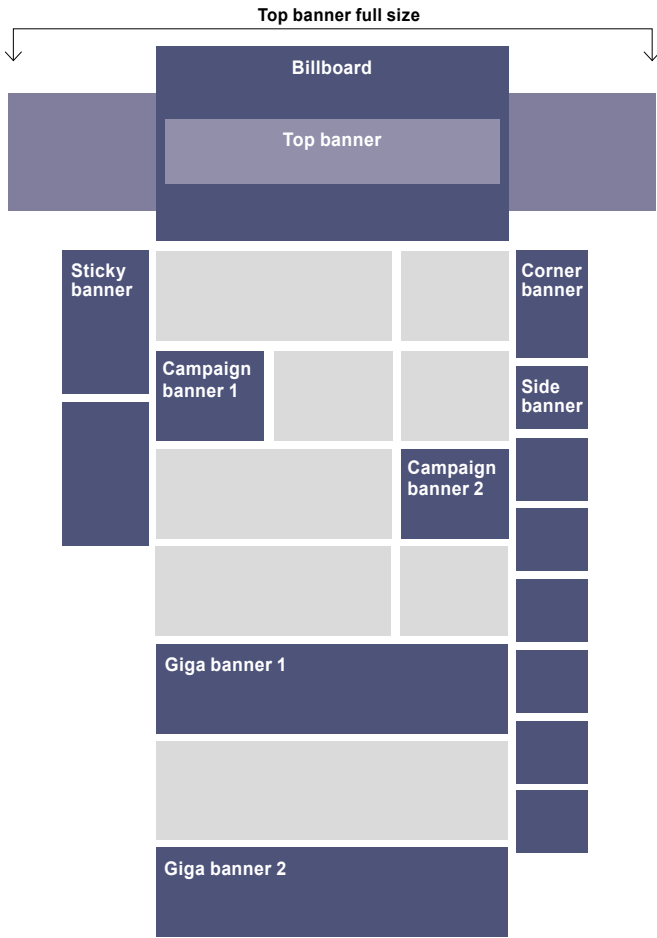 Top banner full size
Billboard
Top banner
Sticky
banner
Corner
banner
Campaign
banner 1
Side
banner
Campaign
banner 2
Giga banner 1
Giga banner 2